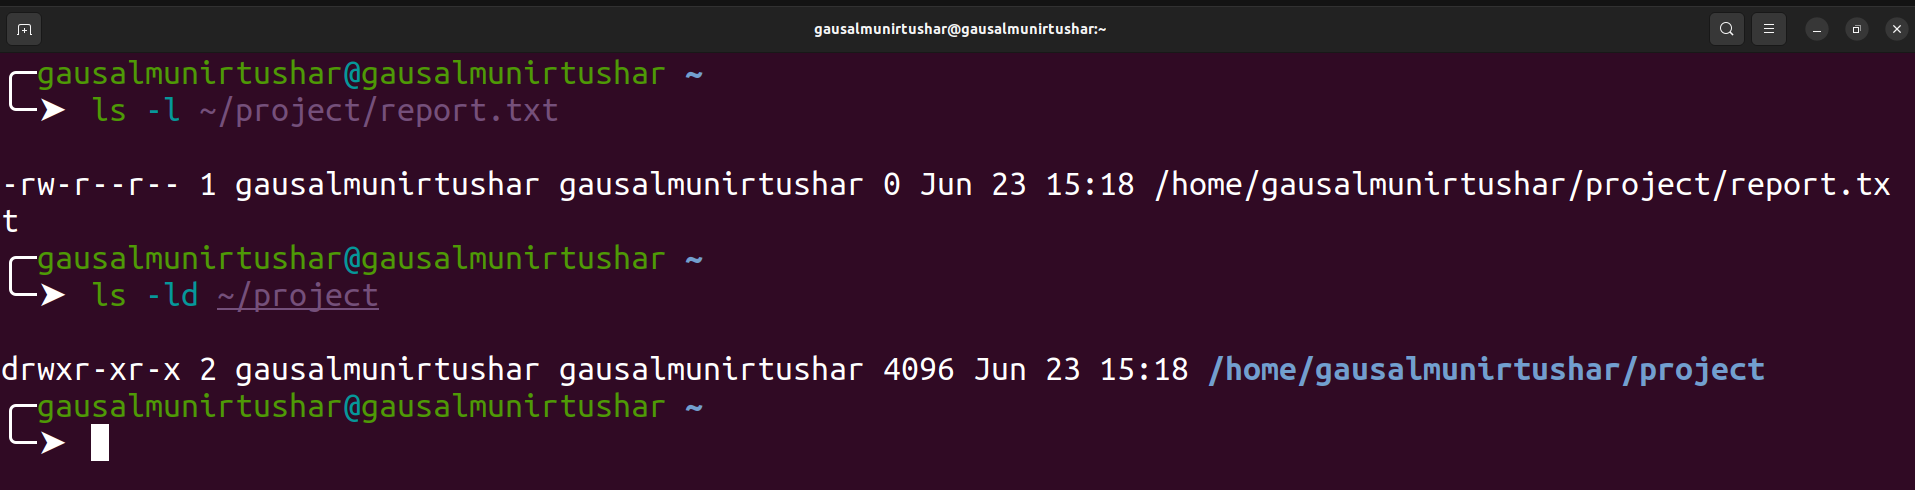 gausalmunirtushar@gausalmunirtushar:~
gausalmunirtushar@gausalmunirtushar ~
ls -l ~/project/report.txt
-rw-r--r-- 1 gausalmunirtushar gausalmunirtushar 0 Jun 23 15:18 /home/gausalmunirtushar/project/report.tx
t
gausalmunirtushar@gausalmunirtushar ~
ls -ld ~/project
drwxr-xr-x 2 gausalmunirtushar gausalmunirtushar 4096 Jun 23 15:18 /home/gausalmunirtushar/project
gausalmunirtushar@gausalmunirtushar ~